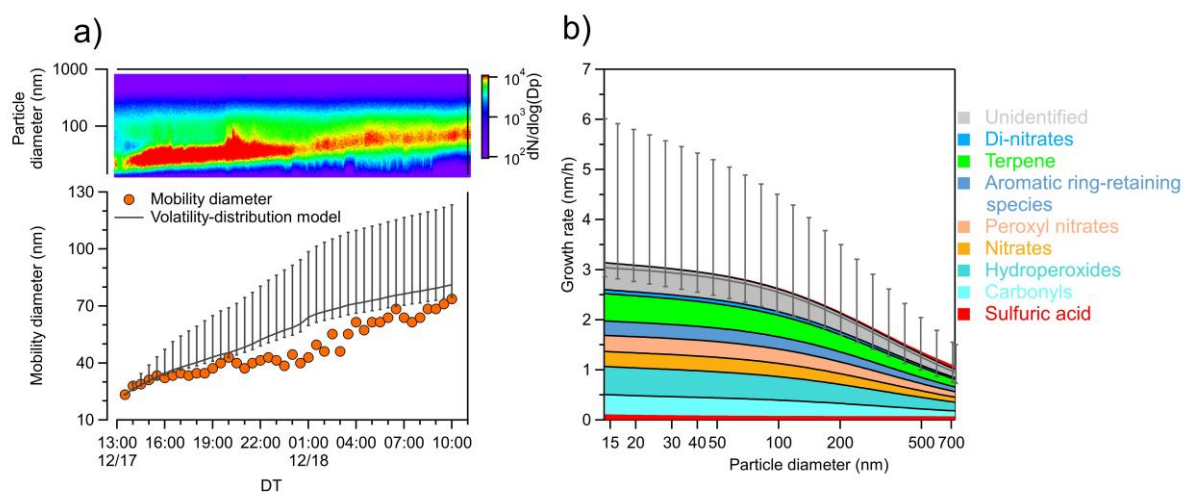 a)
Particle
diameter (nm)
1000
100
10⁴
10³
10²
dN/dlog(Dp)
Mobility diameter (nm)
130
100
70
40
10
Mobility diameter
Volatility-distribution model
13:00 16:00 19:00 22:00 01:00 04:00 07:00 10:00
12/17 12/18
DT
b)
Growth rate (nm/h)
7
6
5
4
3
2
1
0
15 20 30 40 50 100 200 500 700
Particle diameter (nm)
Unidentified
Di-nitrates
Terpene
Aromatic ring-retaining
species
Peroxyl nitrates
Nitrates
Hydroperoxides
Carbonyls
Sulfuric acid